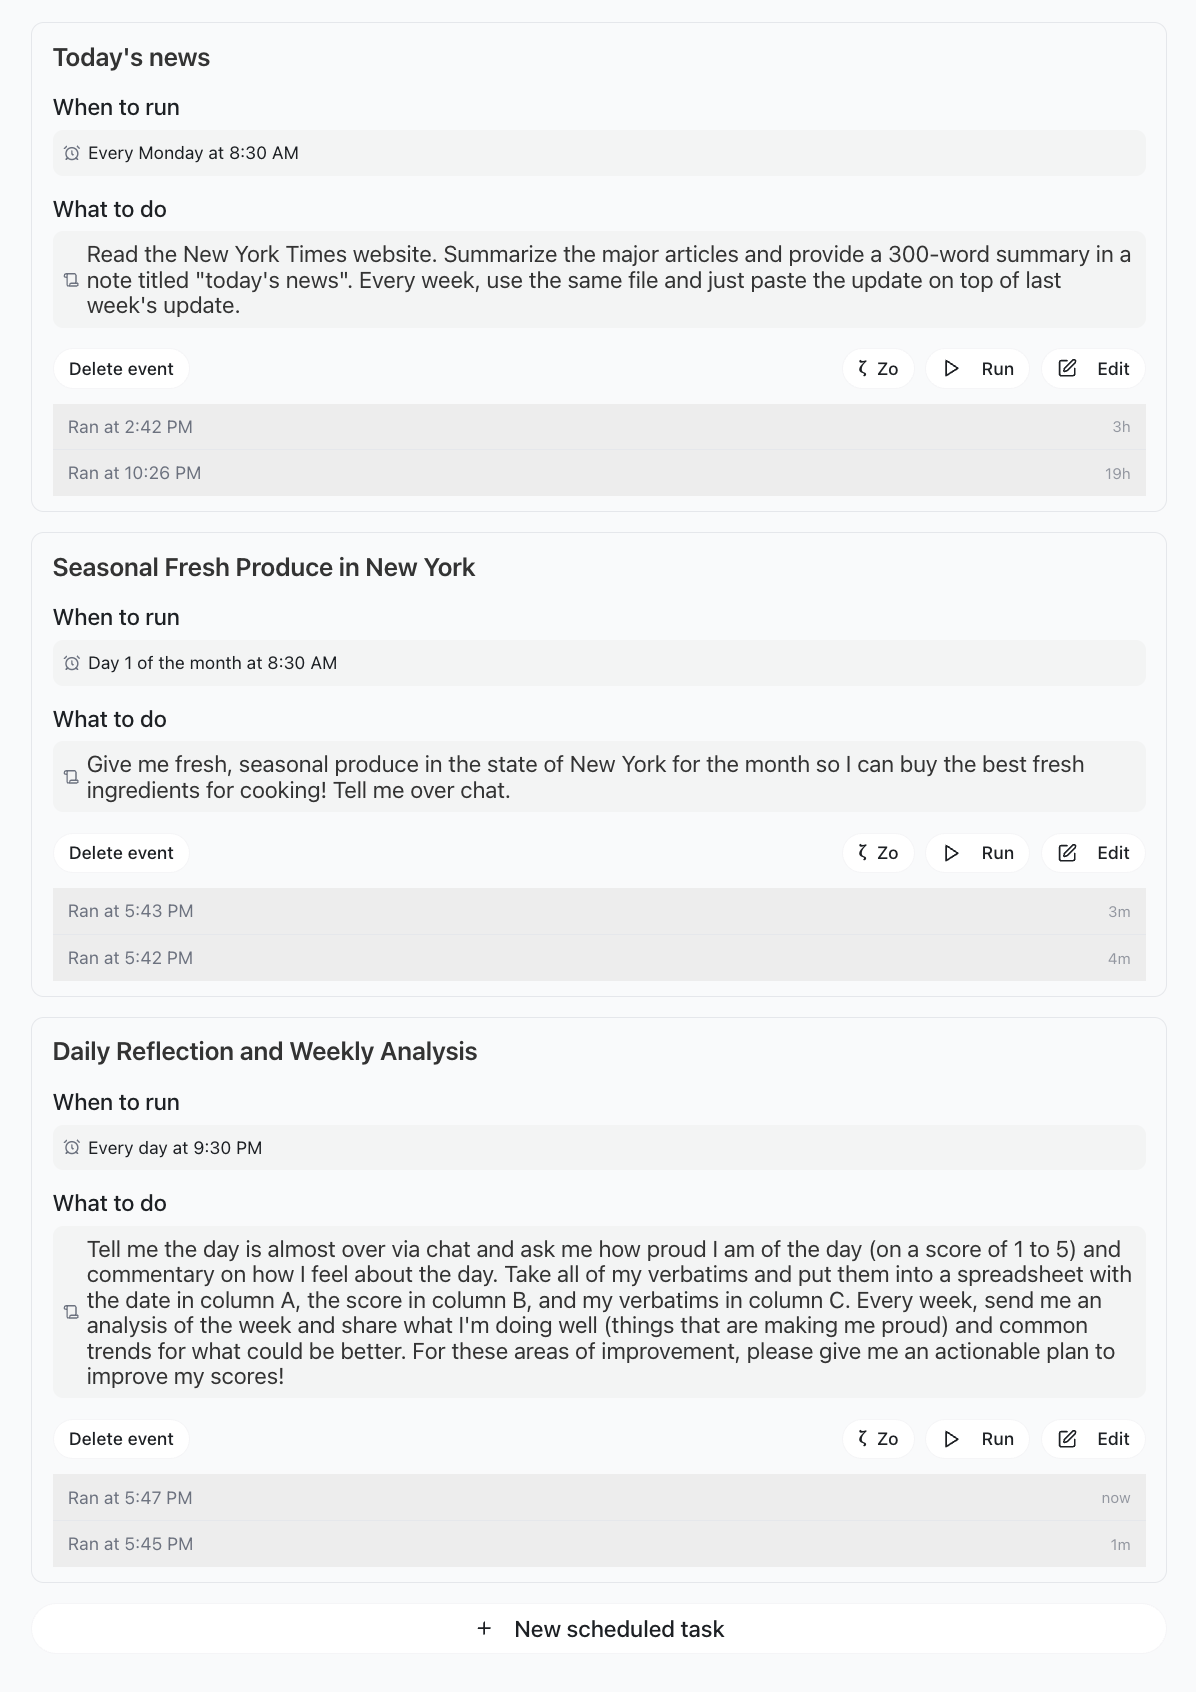 Today's news
When to run
Every Monday at 8:30 AM
What to do
Read the New York Times website. Summarize the major articles and provide a 300-word summary in a
note titled "today's news". Every week, use the same file and just paste the update on top of last
week's update.
Delete event
Zo
Run
Edit
Ran at 2:42 PM
3h
Ran at 10:26 PM
19h
Seasonal Fresh Produce in New York
When to run
Day 1 of the month at 8:30 AM
What to do
Give me fresh, seasonal produce in the state of New York for the month so I can buy the best fresh
ingredients for cooking! Tell me over chat.
Delete event
Zo
Run
Edit
Ran at 5:43 PM
3m
Ran at 5:42 PM
4m
Daily Reflection and Weekly Analysis
When to run
Every day at 9:30 PM
What to do
Tell me the day is almost over via chat and ask me how proud I am of the day (on a score of 1 to 5) and
commentary on how I feel about the day. Take all of my verbatims and put them into a spreadsheet with
the date in column A, the score in column B, and my verbatims in column C. Every week, send me an
analysis of the week and share what I'm doing well (things that are making me proud) and common
trends for what could be better. For these areas of improvement, please give me an actionable plan to
improve my scores!
Delete event
Zo
Run
Edit
Ran at 5:47 PM
now
Ran at 5:45 PM
1m
+ New scheduled task